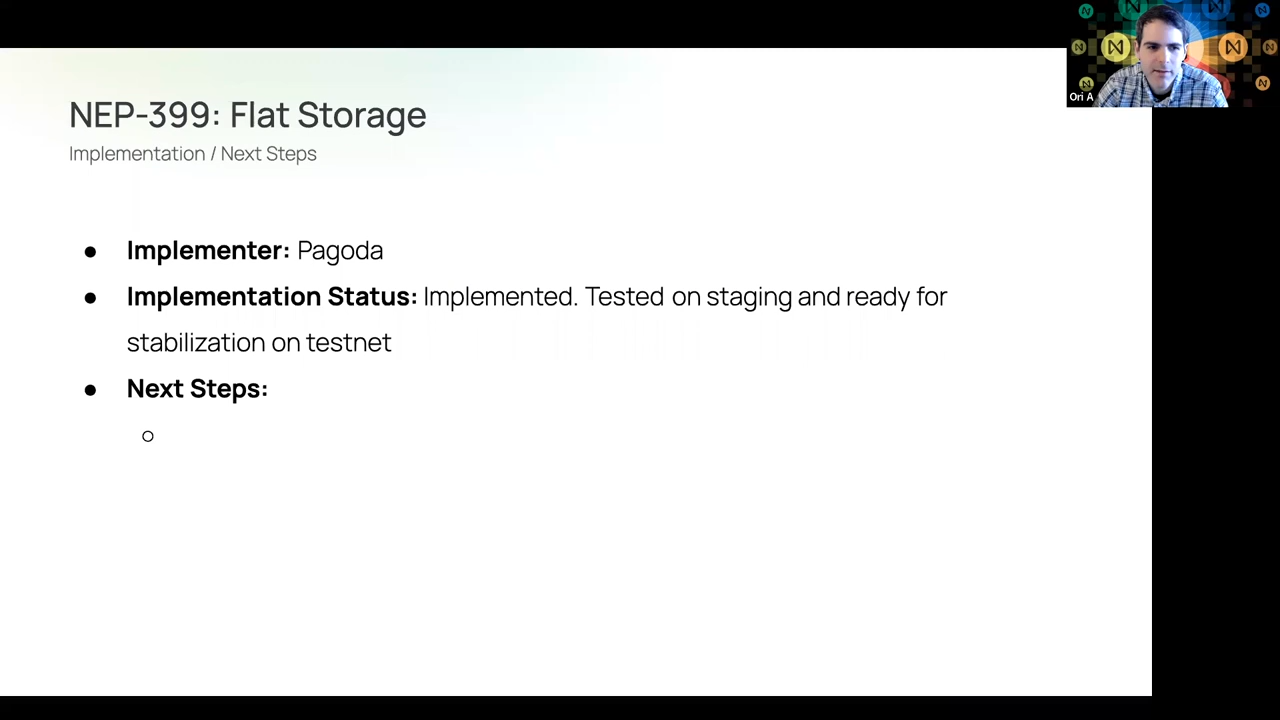 NEP-399: Flat Storage
Implementation / Next Steps
● Implementer: Pagoda
● Implementation Status: Implemented. Tested on staging and ready for
stabilization on testnet
● Next Steps:
○
Ori A